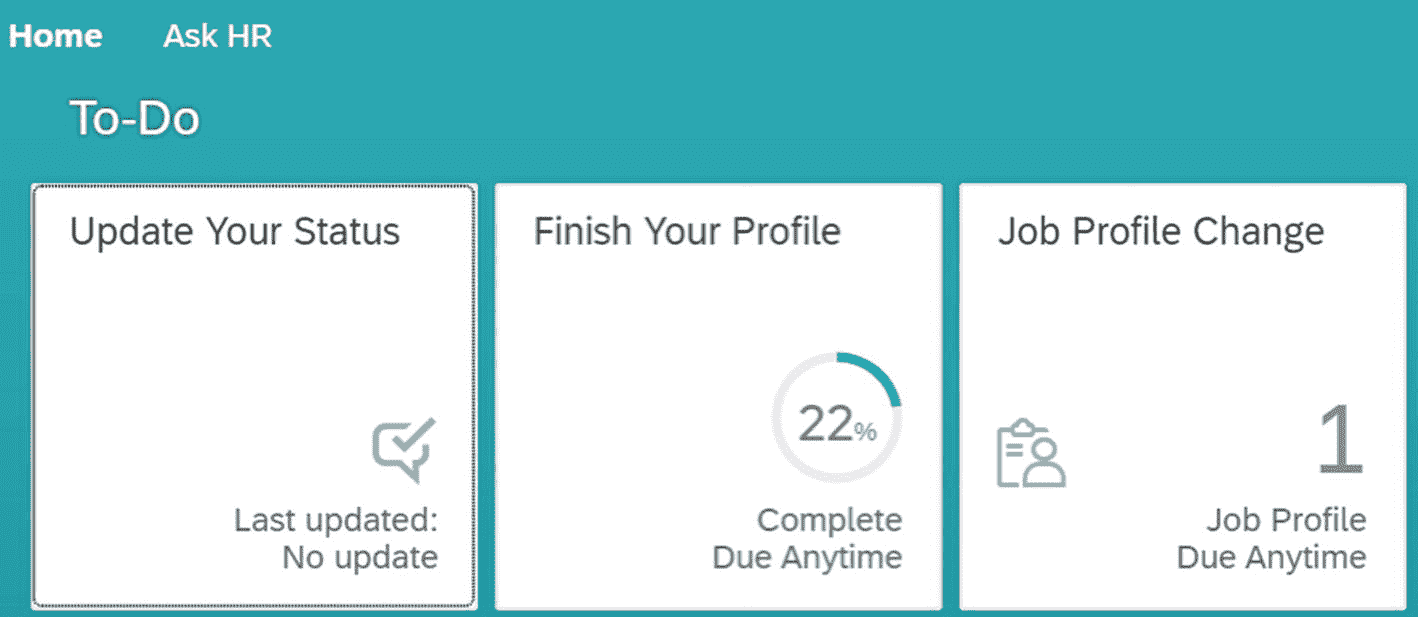 Home Ask HR
To-Do
Update Your Status
Last updated:
No update
Finish Your Profile
22%
Complete
Due Anytime
Job Profile Change
1
Job Profile
Due Anytime